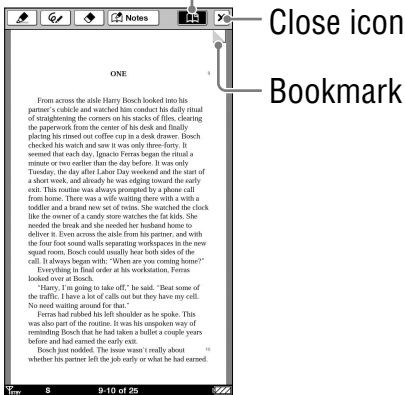 Notes
Close icon
Bookmark
ONE
9
From across the aisle Harry Bosch looked into his
partner's cubicle and watched him conduct his daily ritual
of straightening the corners on his stacks of files, clearing
the paperwork from the center of his desk and finally
placing his rinsed out coffee cup in a desk drawer. Bosch
checked his watch and saw it was only three-forty. It
seemed that each day, Ignacio Ferras began the ritual a
minute or two earlier than the day before. It was only
Tuesday, the day after Labor Day weekend and the start of
a short week, and already he was edging toward the early
exit. This routine was always prompted by a phone call
from home. There was a wife waiting there with a with a
toddler and a brand new set of twins. She watched the clock
like the owner of a candy store watches the fat kids. She
needed the break and she needed her husband home to
deliver it. Even across the aisle from his partner, and with
the four foot sound walls separating workspaces in the new
squad room, Bosch could usually hear both sides of the
call. It always began with; "When are you coming home?"
Everything in final order at his workstation, Ferras
looked over at Bosch.
"Harry, I'm going to take off," he said. "Beat some of
the traffic. I have a lot of calls out but they have my cell.
No need waiting around for that."
Ferras had rubbed his left shoulder as he spoke. This
was also part of the routine. It was his unspoken way of
reminding Bosch that he had taken a bullet a couple years
before and had earned the early exit.
Bosch just nodded. The issue wasn't really about
10
whether his partner left the job early or what he had earned.
S
9-10 of 25